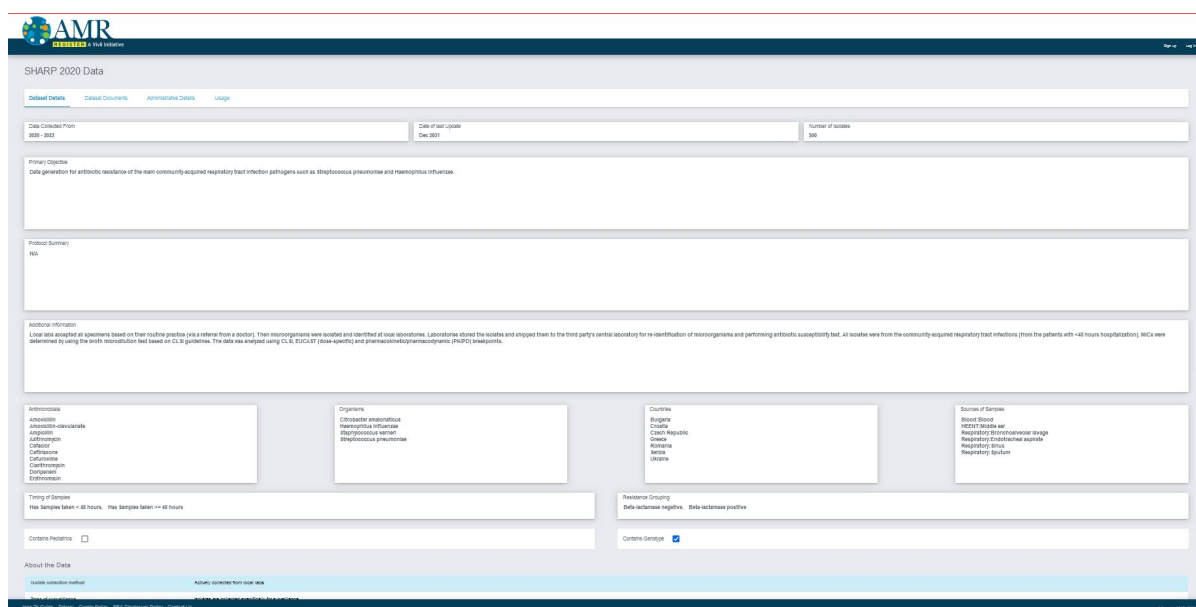 AMR
REGISTER A Vivli Initiative
Sign up Log in
SHARP 2020 Data
Dataset Details Dataset Documents Administrative Details Usage
Data Collected From
2020 - 2022
Date of last Update
Dec 2021
Number of Isolates
Primary Objective
Data generation for antibiotic resistance of the main community-acquired respiratory tract infection pathogens such as Streptococcus pneumoniae and Haemophilus influenzae.
Protocol Summary
N/A
Additional Information
Local labs accepted all specimens based on their routine practice (via a referral from a doctor). Then microorganisms were isolated and identified at local laboratories. Laboratories stored the isolates and shipped them to the third party's central laboratory for re-identification of microorganisms and performing antibiotic susceptibility test. All isolates were from the community-acquired respiratory tract infections (from the patients with <48 hours hospitalization). MICs were
determined by using the broth microdilution test based on CLSI guidelines. The data was analyzed using CLSI, EUCAST (dose-specific) and pharmacokinetic/pharmacodynamic (PK/PD) breakpoints.
Antimicrobials
Amoxicillin
Amoxicillin-clavulanate
Ampicillin
Azithromycin
Cefaclor
Ceftriaxone
Cefuroxime
Clarithromycin
Doripenem
Erythromycin
Organisms
Citrobacter amalonaticus
Haemophilus influenzae
Staphylococcus warneri
Streptococcus pneumoniae
Countries
Bulgaria
Croatia
Czech Republic
Greece
Romania
Serbia
Ukraine
Sources of Samples
Blood:Blood
HEENT:Middle ear
Respiratory:Bronchoalveolar lavage
Respiratory:Endotracheal aspirate
Respiratory:Sinus
Respiratory:Sputum
Timing of Samples
Has Samples taken < 48 hours, Has Samples taken >= 48 hours
Resistance Grouping
Beta-lactamase negative, Beta-lactamase positive
Contains Pediatrics
Contains Genotype
About the Data
Isolate collection method Actively collected from local labs